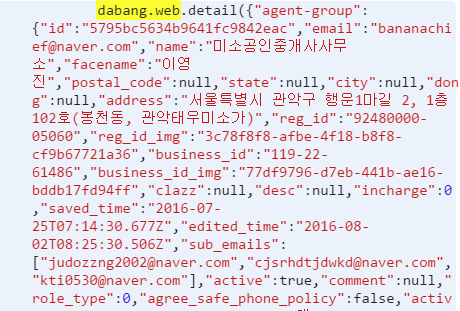 dabang.web.detail({"agent-group":
{"id":"5795bc5634b9641fc9842eac","email":"bananachi
ef@naver.com","name":"미소공인중개사사무
소","facename":"이영
진","postal_code":null,"state":null,"city":null,"don
g":null,"address":"서울특별시 관악구 행운1마길 2, 1층
102호(봉천동, 관악태우미소가)","reg_id":"92480000-
05060","reg_id_img":"3c78f8f8-afbe-4f18-b8f8-
cf9b67721a36","business_id":"119-22-
61486","business_id_img":"77df9796-d7eb-441b-ae16-
bddb17fd94ff","clazz":null,"desc":null,"incharge":0
,"saved_time":"2016-07-
25T07:14:30.677Z","edited_time":"2016-08-
02T08:25:30.506Z","sub_emails":
["judozzng2002@naver.com","cjsrhdtjdwkd@naver.com",
"kti0530@naver.com"],"active":true,"comment":null,"
role_type":0,"agree_safe_phone_policy":false,"activ